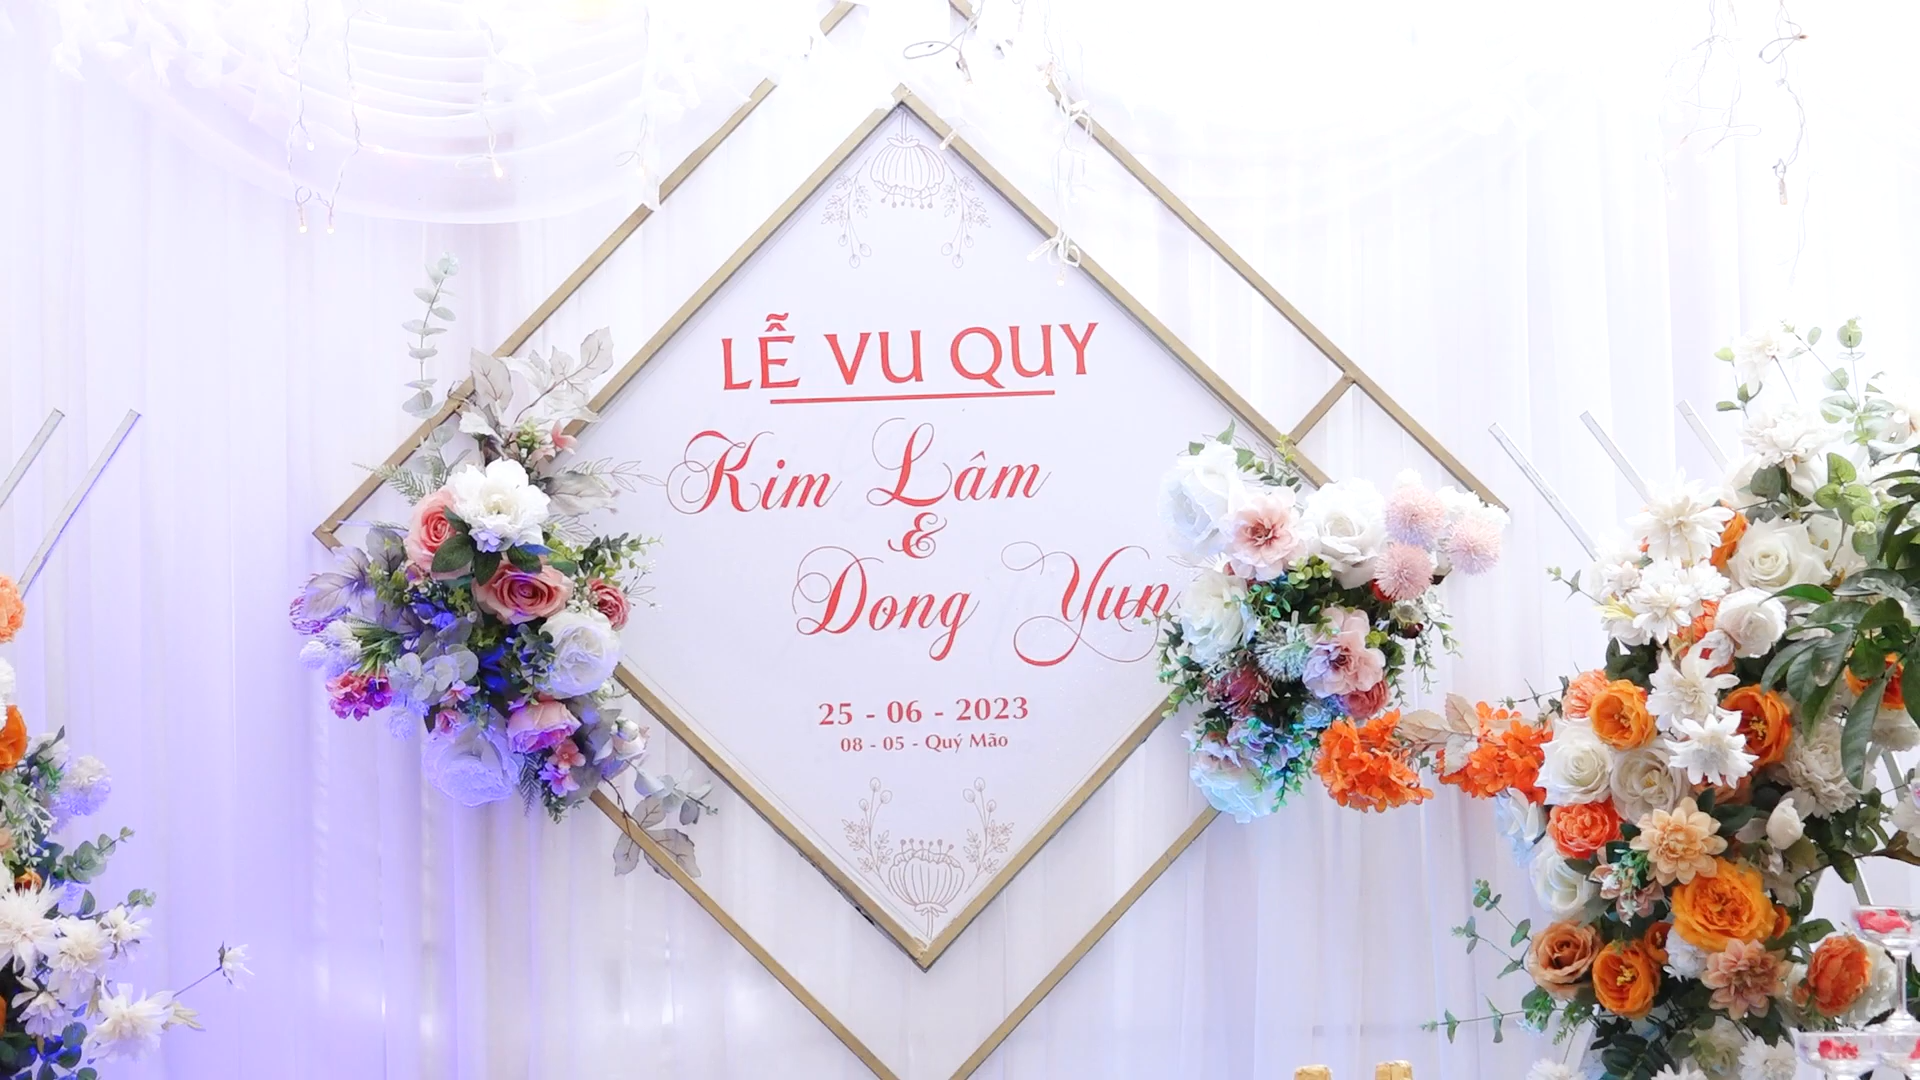 LỄ VU QUY
Kim Lâm
&
Dong Yun
25 - 06 - 2023
08 - 05 - Quý Mão